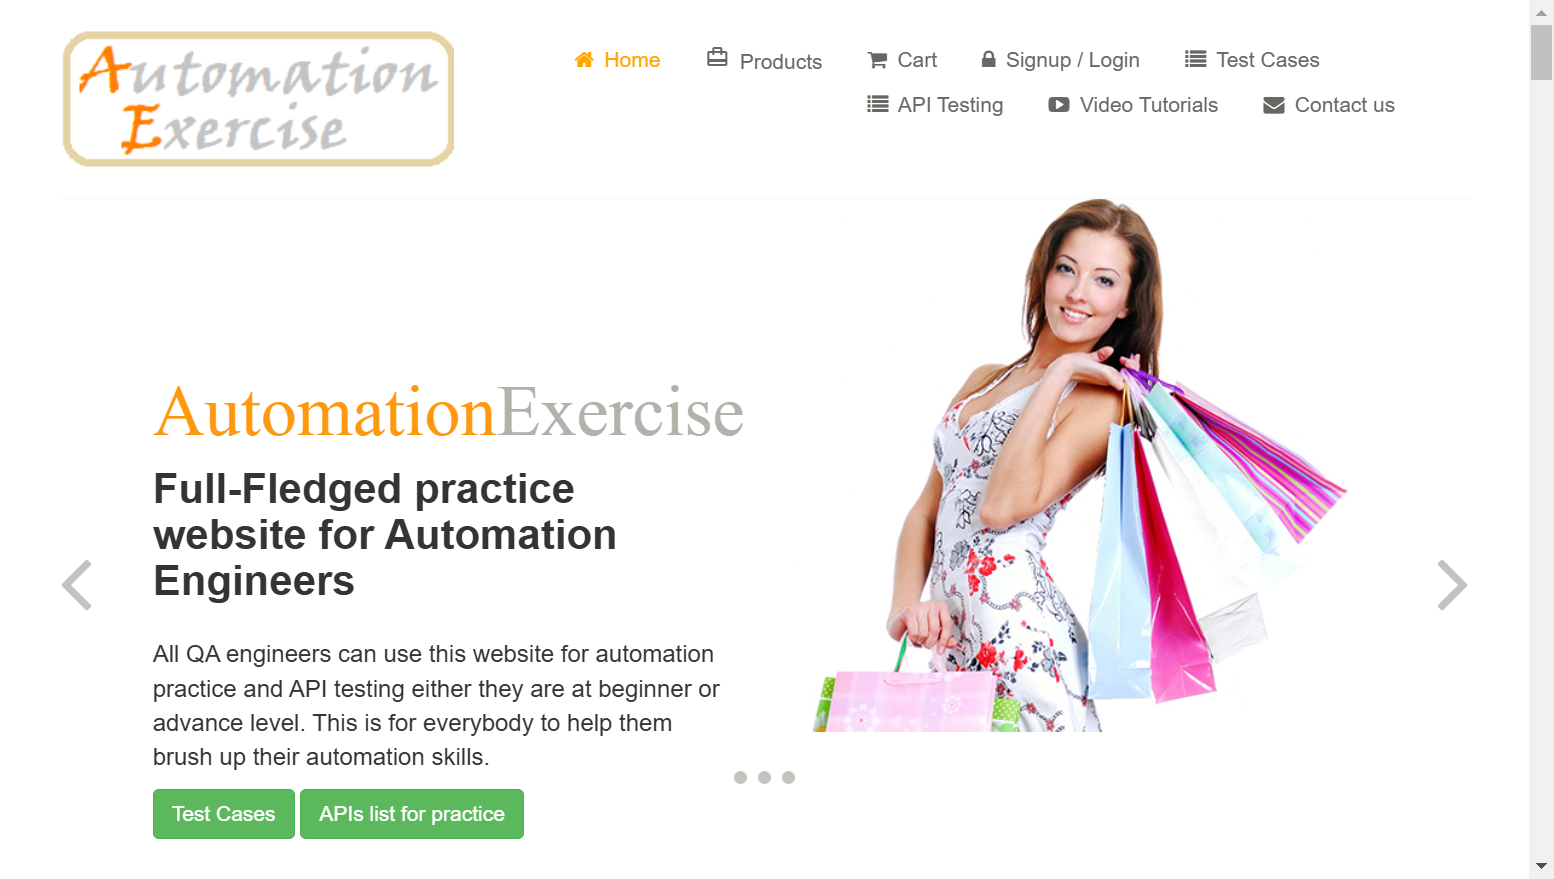 Automation
Exercise
Home
Products
Cart
Signup / Login
Test Cases
API Testing
Video Tutorials
Contact us
AutomationExercise
Full-Fledged practice
website for Automation
Engineers
All QA engineers can use this website for automation
practice and API testing either they are at beginner or
advance level. This is for everybody to help them
brush up their automation skills.
Test Cases
APIs list for practice